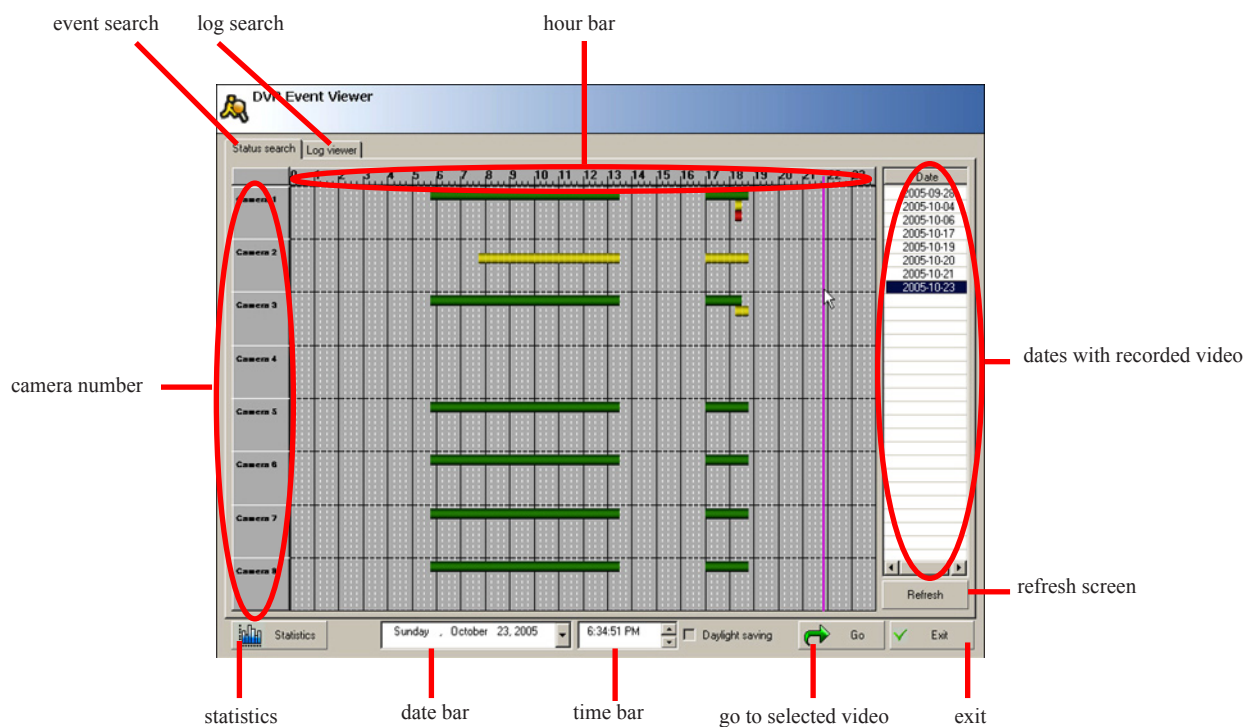 event search
log search
hour bar
DVR Event Viewer
Status search
Log viewer
0 1 2 3 4 5 6 7 8 9 10 11 12 13 14 15 16 17 18 19 20 21 22 23
Date
Camera 1
2005-09-28
2005-10-04
2005-10-06
2005-10-17
2005-10-19
2005-10-20
2005-10-21
2005-10-23
Camera 2
Camera 3
Camera 4
Camera 5
Camera 6
Camera 7
Camera 8
camera number
dates with recorded video
Refresh
refresh screen
Statistics
Sunday , October 23, 2005
6:34:51 PM
Daylight saving
Go
Exit
statistics
date bar
time bar
go to selected video
exit